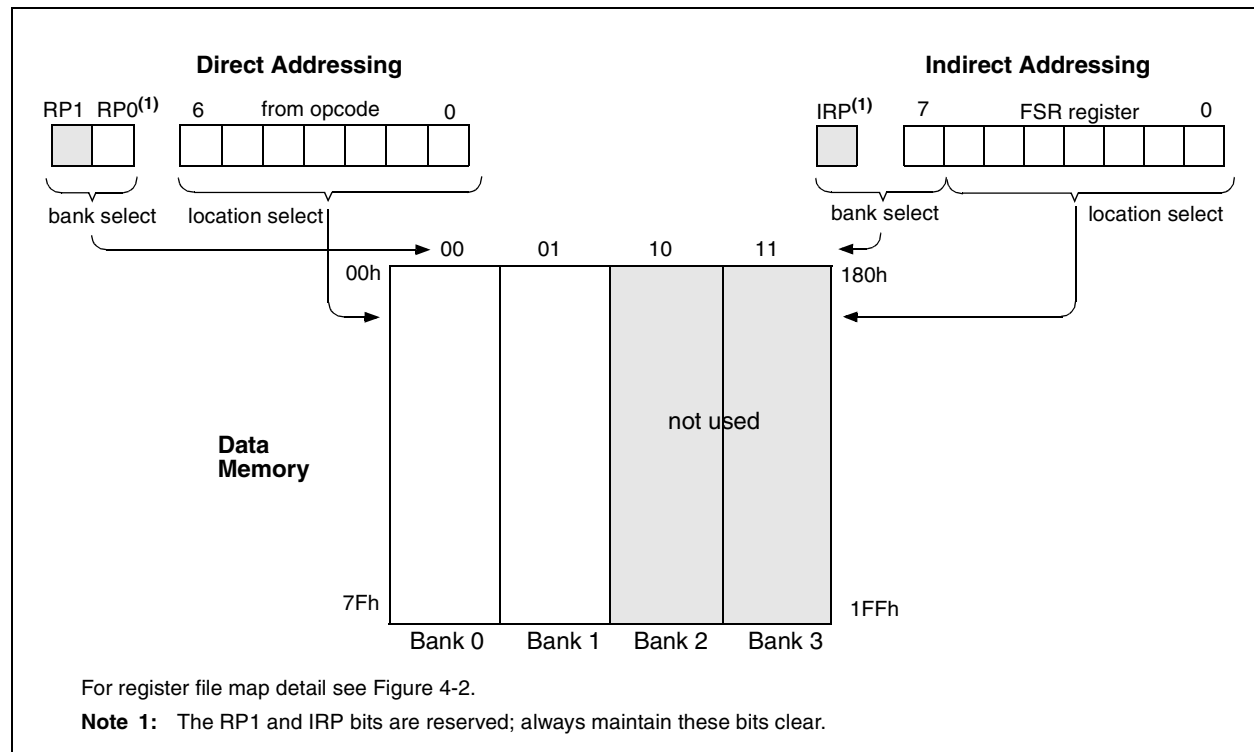 Direct Addressing
Indirect Addressing
RP1 RP0(1) 6 from opcode 0
IRP(1) 7 FSR register 0
bank select location select
bank select location select
00 01 10 11
00h 180h
not used
Data
Memory
7Fh 1FFh
Bank 0 Bank 1 Bank 2 Bank 3
For register file map detail see Figure 4-2.
Note 1: The RP1 and IRP bits are reserved; always maintain these bits clear.